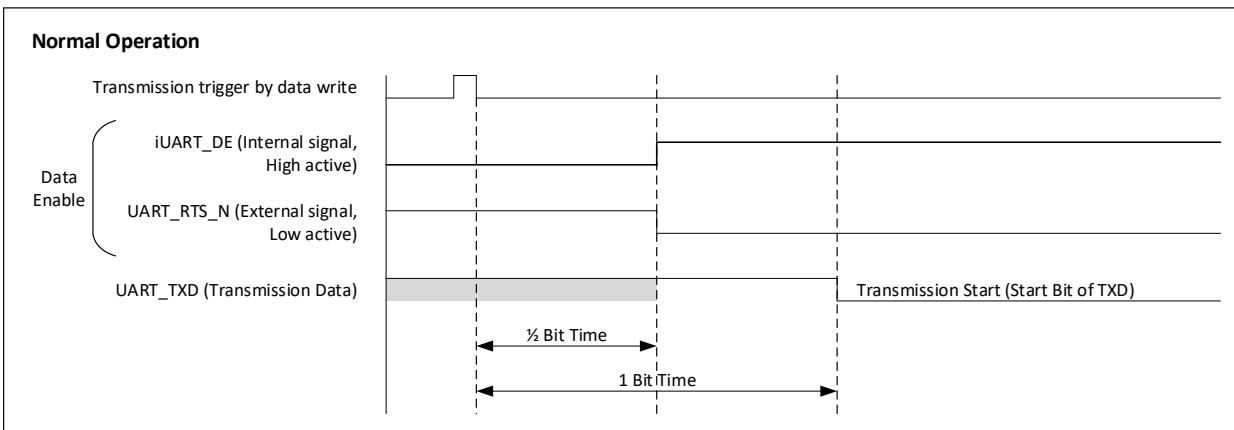 Normal Operation
Transmission trigger by data write
iUART_DE (Internal signal,
High active)
Data
Enable
UART_RTS_N (External signal,
Low active)
UART_TXD (Transmission Data)
Transmission Start (Start Bit of TXD)
½ Bit Time
1 Bit Time